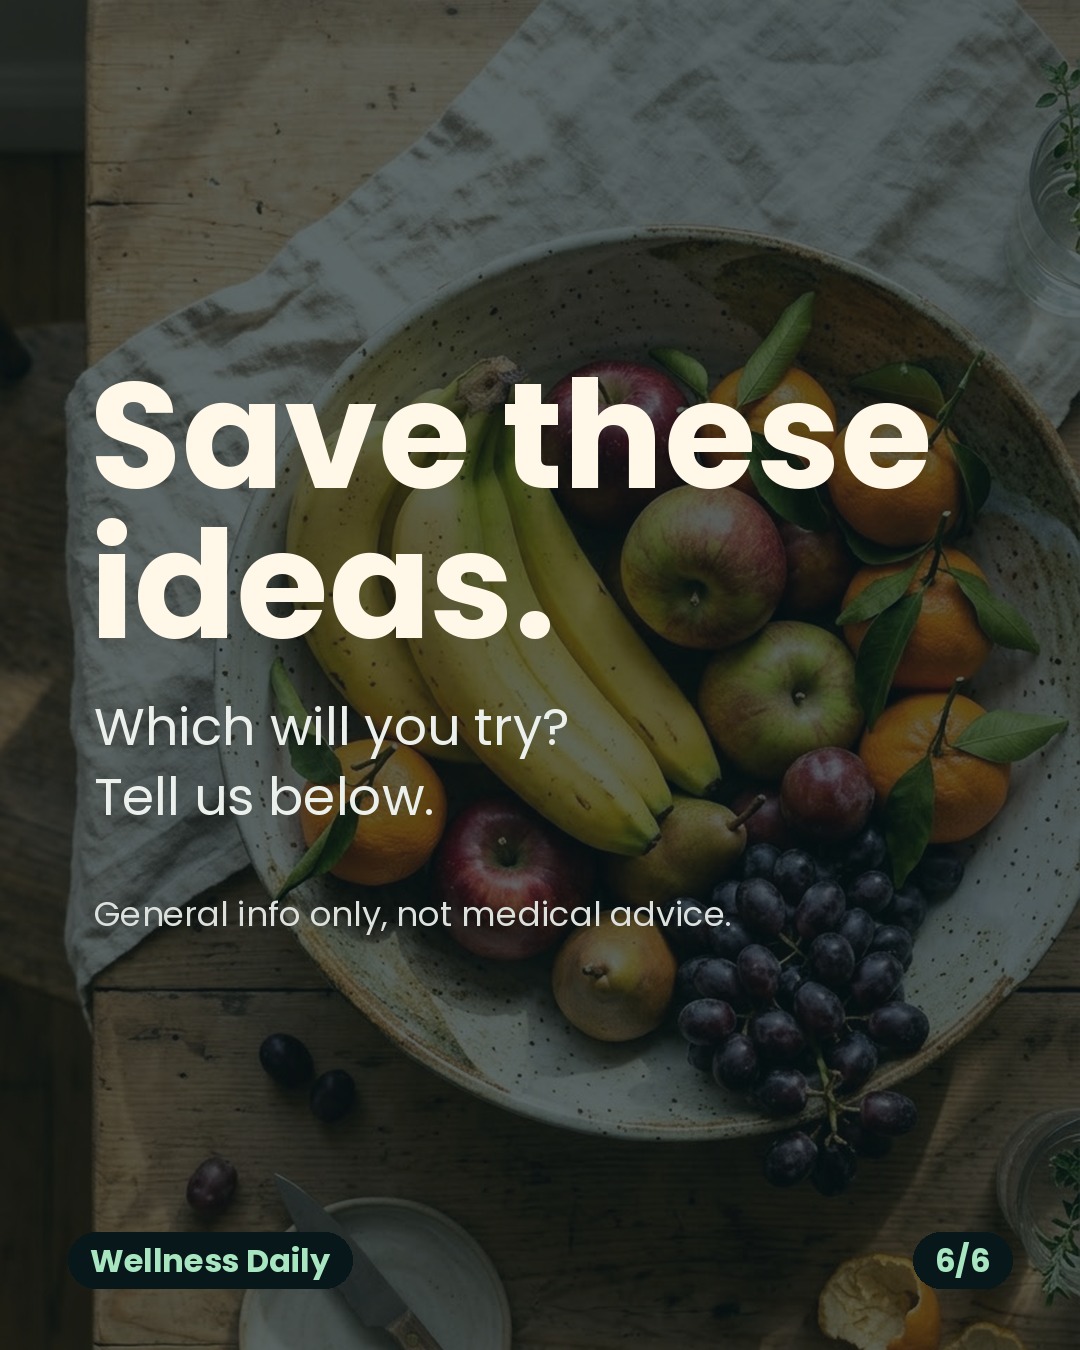 Save these
ideas.
Which will you try?
Tell us below.
General info only, not medical advice.
Wellness Daily
6/6